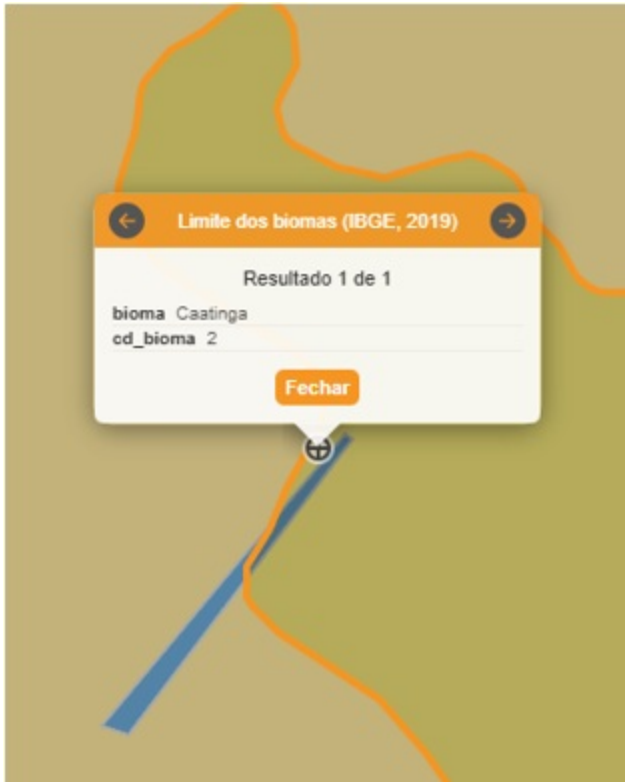 Limite dos biomas (IBGE, 2019)
Resultado 1 de 1
bioma Caatinga
cd_bioma 2
Fechar